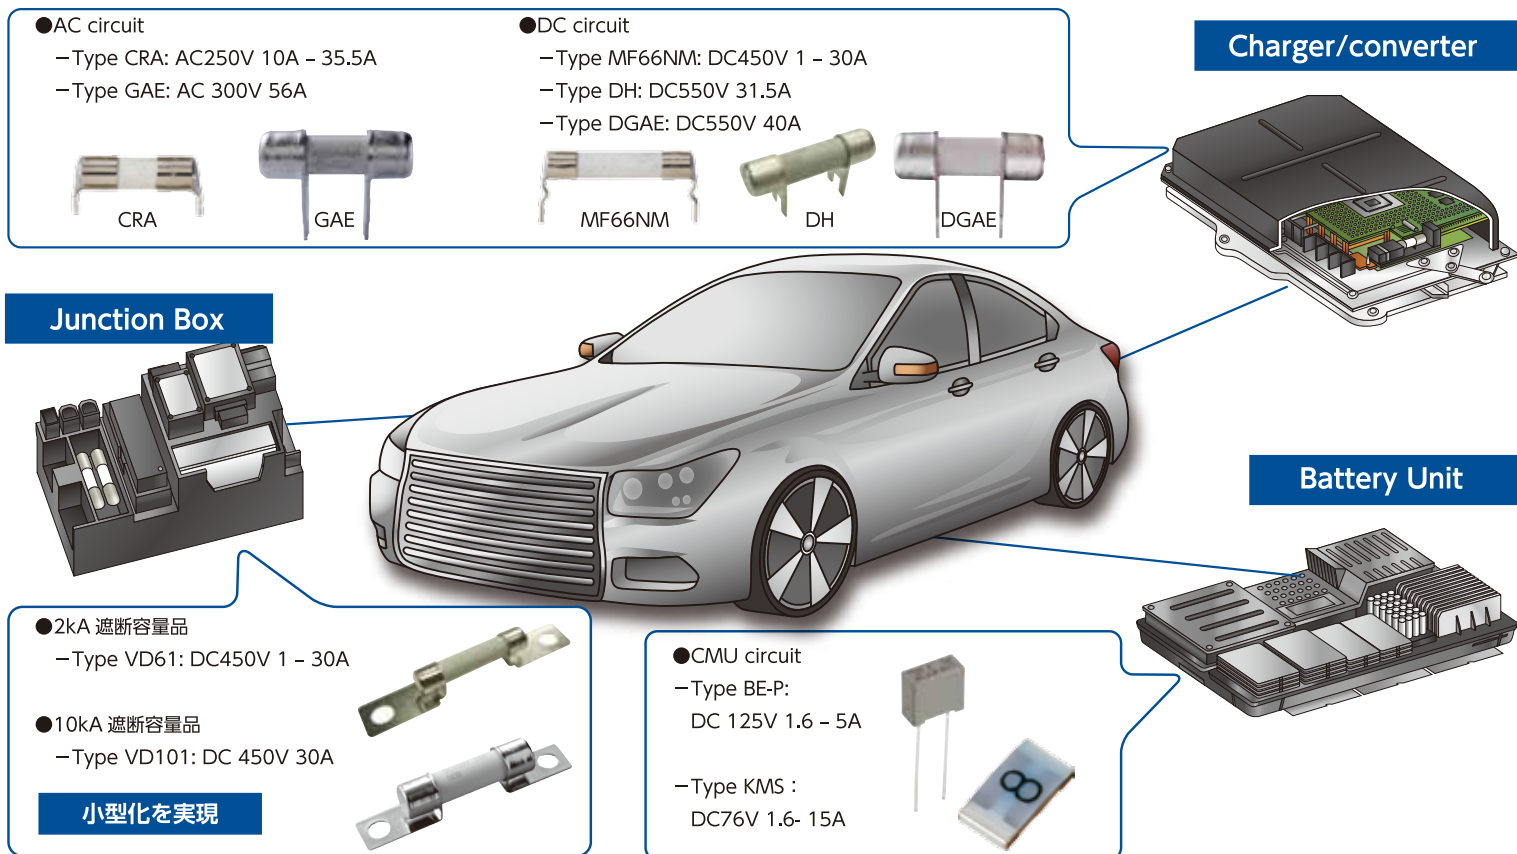 ●AC circuit
−Type CRA: AC250V 10A – 35.5A
−Type GAE: AC 300V 56A
CRA
GAE
●DC circuit
−Type MF66NM: DC450V 1 – 30A
−Type DH: DC550V 31.5A
−Type DGAE: DC550V 40A
MF66NM
DH
DGAE
Charger/converter
Junction Box
Battery Unit
●2kA 遮断容量品
−Type VD61: DC450V 1 – 30A
●10kA 遮断容量品
−Type VD101: DC 450V 30A
小型化を実現
●CMU circuit
−Type BE-P:
DC 125V 1.6 – 5A
−Type KMS :
DC76V 1.6- 15A
8